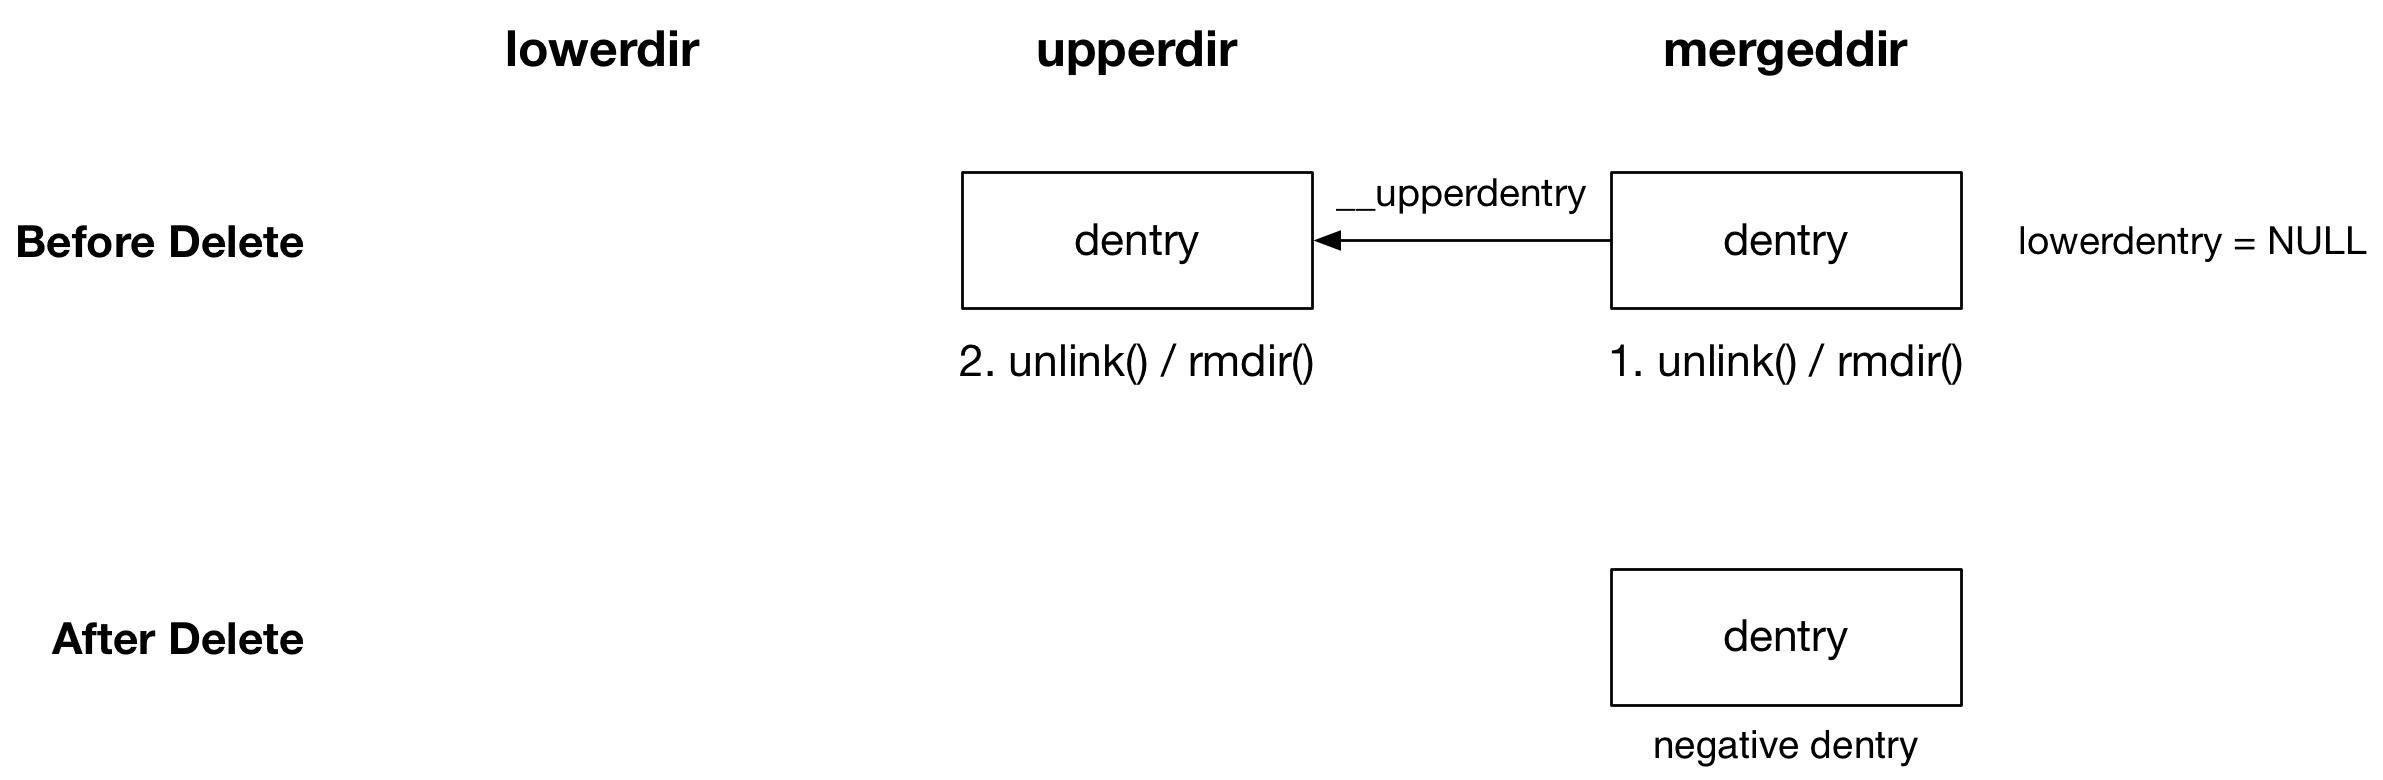 lowerdir
upperdir
mergeddir
__upperdentry
Before Delete
dentry
dentry
lowerdentry = NULL
2. unlink() / rmdir()
1. unlink() / rmdir()
After Delete
dentry
negative dentry